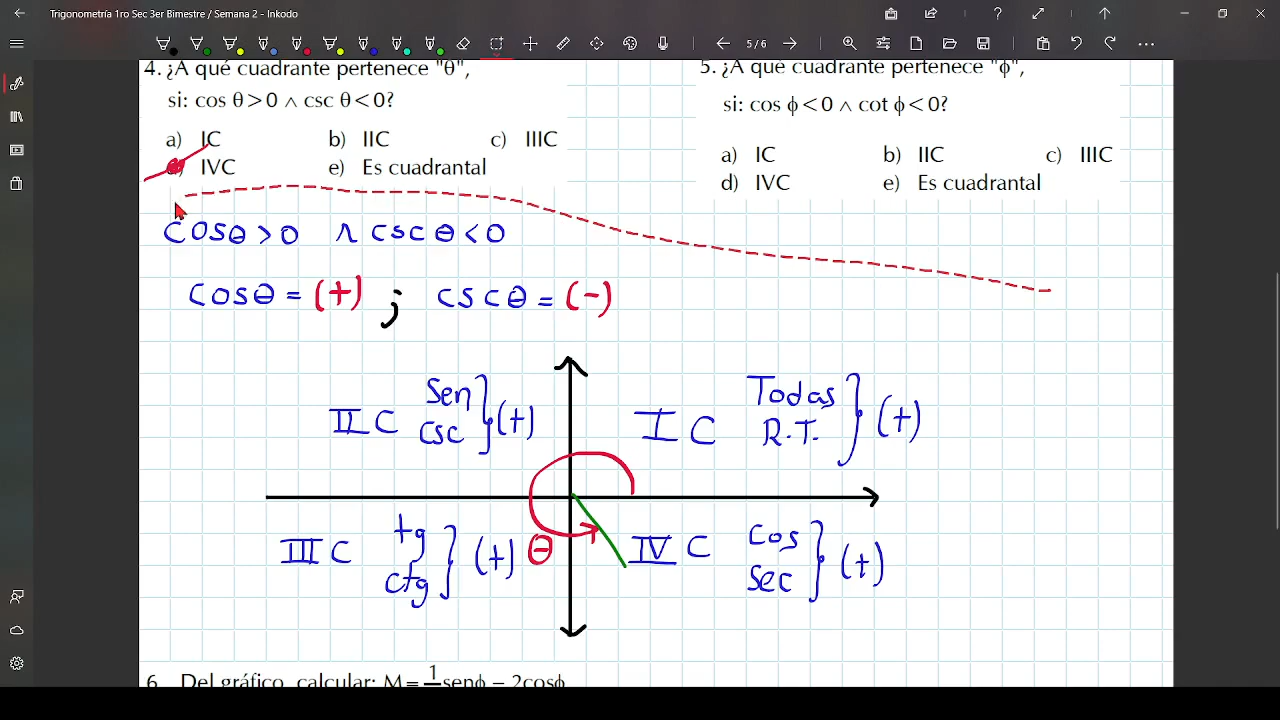 Trigonometría 1ro Sec 3er Bimestre / Semana 2 - Inkodo
5/6
4. ¿A qué cuadrante pertenece "θ",
si: cos θ>0 ∧ csc θ<0?
a) IC b) IIC c) IIIC
d) IVC e) Es cuadrantal
5. ¿A qué cuadrante pertenece "ϕ",
si: cos ϕ<0 ∧ cot ϕ<0?
a) IC b) IIC c) IIIC
d) IVC e) Es cuadrantal
cosθ>0 ∧ cscθ<0
cosθ = (+) ; cscθ = (-)
II C Sen csc } (+)
I C Todas R.T. } (+)
III C tg ctg } (+)
θ
IV C Cos Sec } (+)
6. Del gráfico, calcular: M= 1 senϕ − 2cosϕ